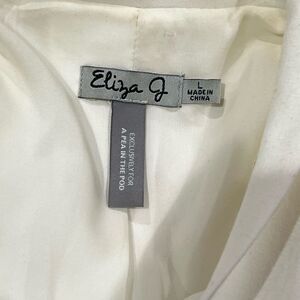 Eliza J
L
MADE IN
CHINA
EXCLUSIVELY FOR
A PEA IN THE POD